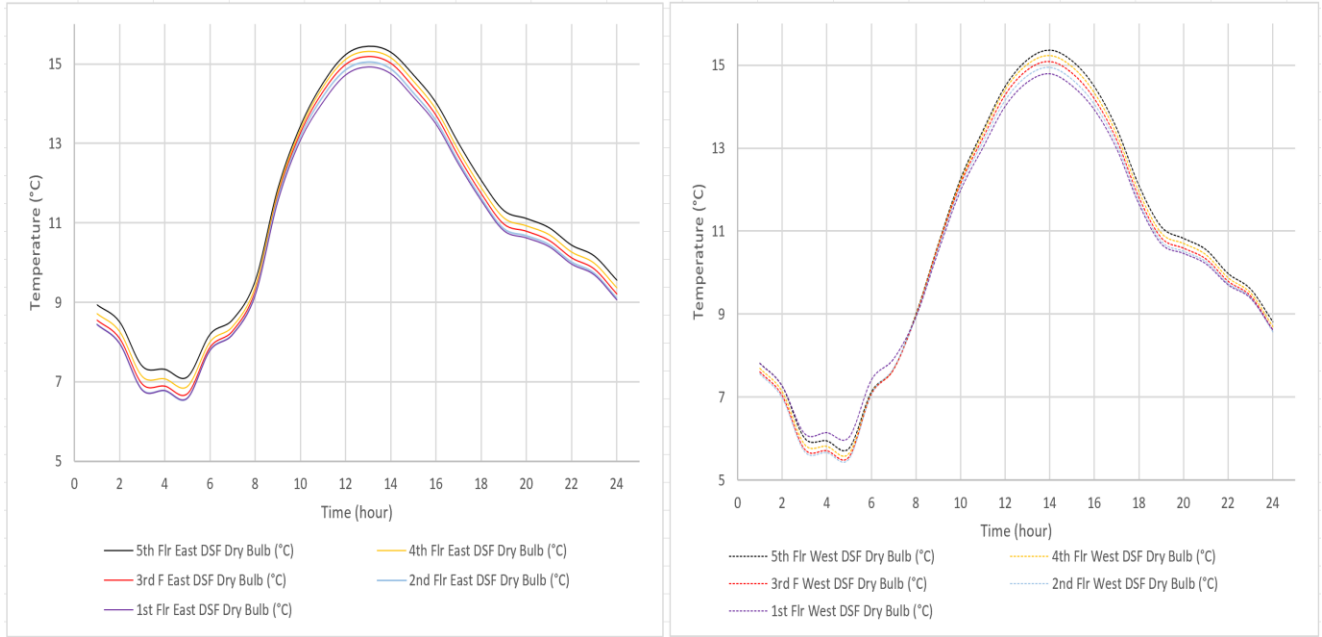 Temperature (°C)
15
13
11
9
7
5
0 2 4 6 8 10 12 14 16 18 20 22 24
Time (hour)
5th Flr East DSF Dry Bulb (°C) 4th Flr East DSF Dry Bulb (°C)
3rd F East DSF Dry Bulb (°C) 2nd Flr East DSF Dry Bulb (°C)
1st Flr East DSF Dry Bulb (°C)
Temperature (°C)
15
13
11
9
7
5
0 2 4 6 8 10 12 14 16 18 20 22 24
Time (hour)
5th Flr West DSF Dry Bulb (°C) 4th Flr West DSF Dry Bulb (°C)
3rd F West DSF Dry Bulb (°C) 2nd Flr West DSF Dry Bulb (°C)
1st Flr West DSF Dry Bulb (°C)